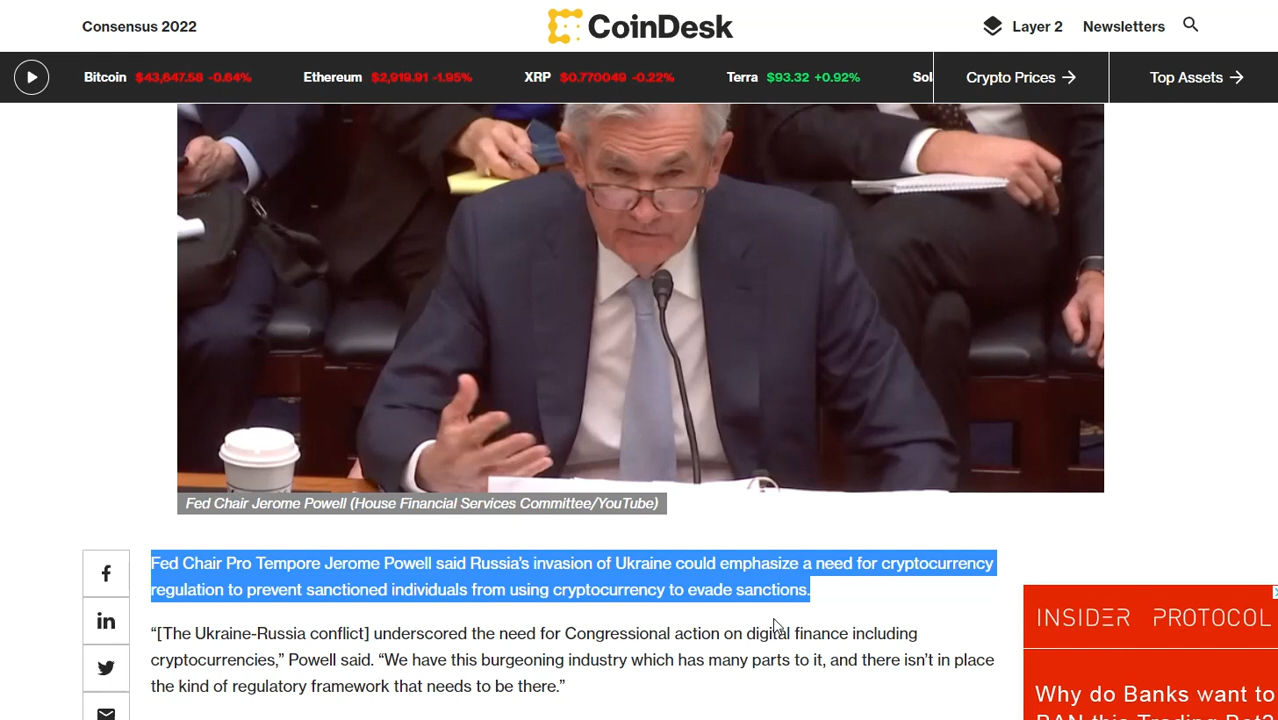 Consensus 2022
CoinDesk
Layer 2 Newsletters
Bitcoin $43,647.58 -0.64% Ethereum $2,919.91 -1.95% XRP $0.770049 -0.22% Terra $93.32 +0.92% Sol Crypto Prices → Top Assets →
Fed Chair Jerome Powell (House Financial Services Committee/YouTube)
Fed Chair Pro Tempore Jerome Powell said Russia's invasion of Ukraine could emphasize a need for cryptocurrency
regulation to prevent sanctioned individuals from using cryptocurrency to evade sanctions.
“[The Ukraine-Russia conflict] underscored the need for Congressional action on digital finance including
cryptocurrencies,” Powell said. “We have this burgeoning industry which has many parts to it, and there isn’t in place
the kind of regulatory framework that needs to be there.”
INSIDER PROTOCOL
Why do Banks want to
BAN this Trading Bot?